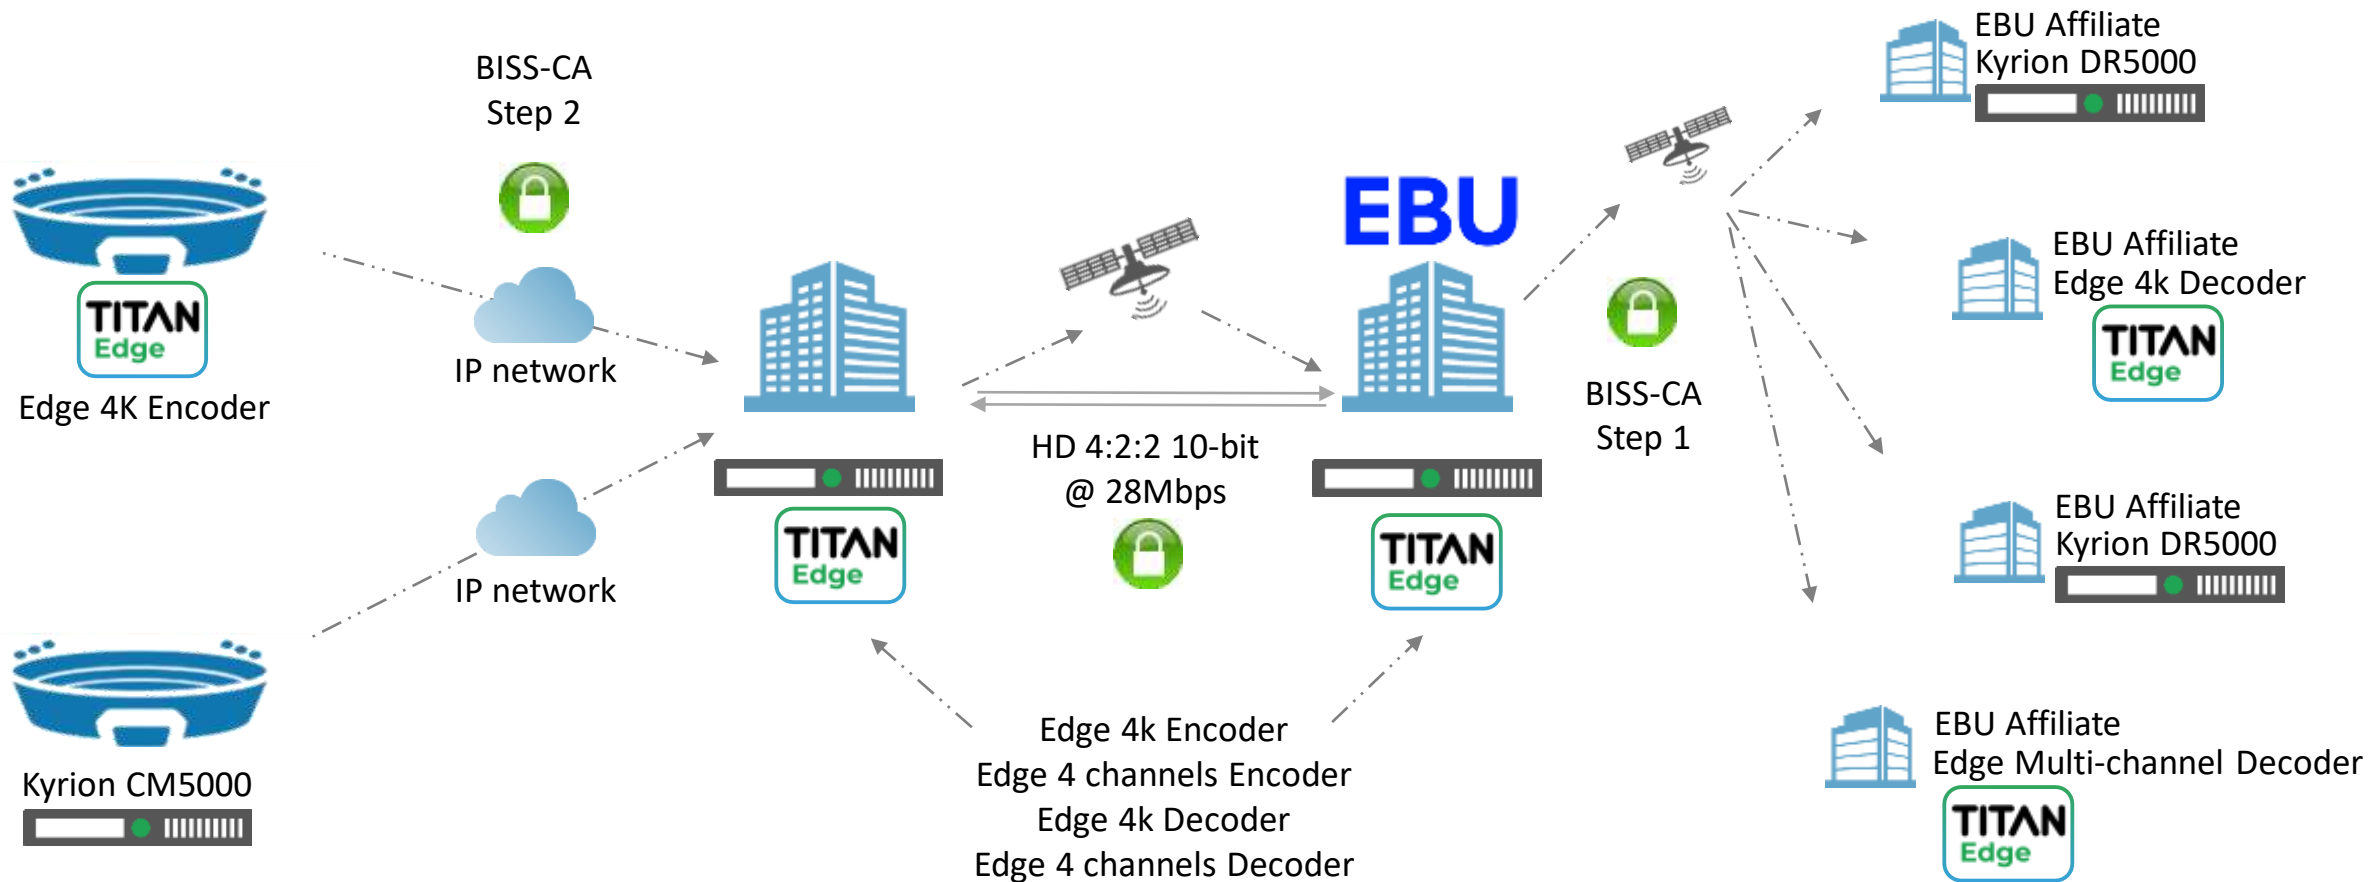 BISS-CA
Step 2
TITAN
Edge
Edge 4K Encoder
IP network
IP network
Kyrion CM5000
TITAN
Edge
HD 4:2:2 10-bit
@ 28Mbps
EBU
TITAN
Edge
Edge 4k Encoder
Edge 4 channels Encoder
Edge 4k Decoder
Edge 4 channels Decoder
BISS-CA
Step 1
EBU Affiliate
Kyrion DR5000
EBU Affiliate
Edge 4k Decoder
TITAN
Edge
EBU Affiliate
Kyrion DR5000
EBU Affiliate
Edge Multi-channel Decoder
TITAN
Edge